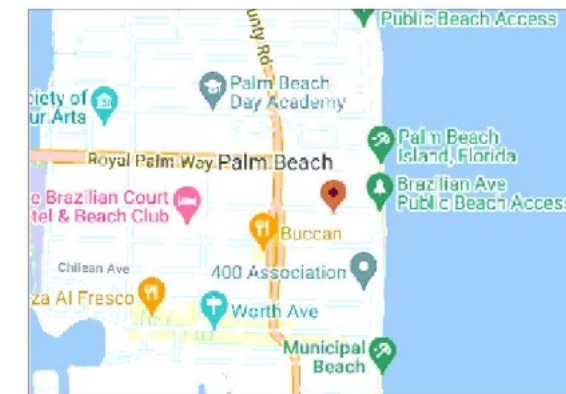 Public Beach Access
unty Rd
Palm Beach
Day Academy
ciety of
ur Arts
Palm Beach
Island, Florida
Royal Palm Way
Palm Beach
Brazilian Ave
Public Beach Access
e Brazilian Court
tel & Beach Club
Buccan
Chilean Ave
400 Association
za Al Fresco
Worth Ave
Municipal
Beach